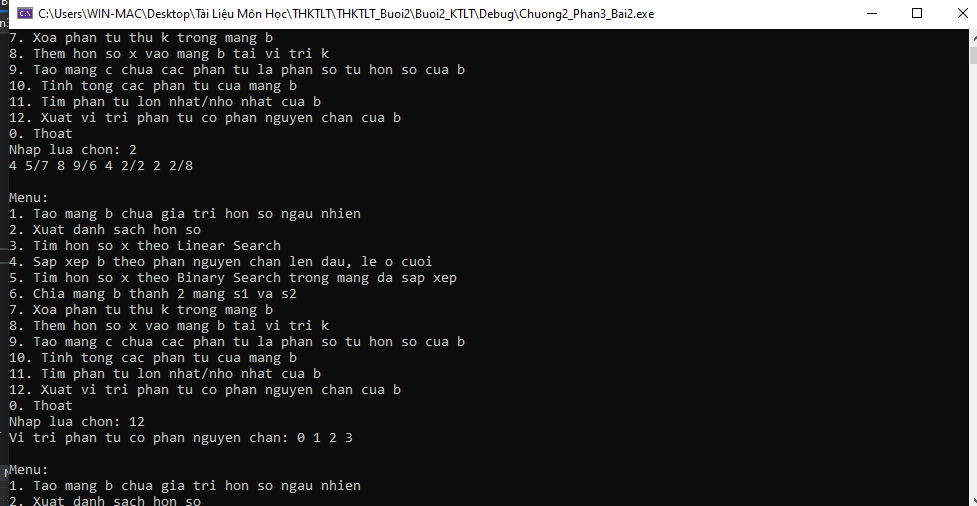 C:\Users\WIN-MAC\Desktop\Tài Liệu Môn Học\THKTLT\THKTLT_Buoi2\Buoi2_KTLT\Debug\Chuong2_Phan3_Bai2.exe
7. Xoa phan tu thu k trong mang b
8. Them hon so x vao mang b tai vi tri k
9. Tao mang c chua cac phan tu la phan so tu hon so cua b
10. Tinh tong cac phan tu cua mang b
11. Tim phan tu lon nhat/nho nhat cua b
12. Xuat vi tri phan tu co phan nguyen chan cua b
0. Thoat
Nhap lua chon: 2
4 5/7 8 9/6 4 2/2 2 2/8
Menu:
1. Tao mang b chua gia tri hon so ngau nhien
2. Xuat danh sach hon so
3. Tim hon so x theo Linear Search
4. Sap xep b theo phan nguyen chan len dau, le o cuoi
5. Tim hon so x theo Binary Search trong mang da sap xep
6. Chia mang b thanh 2 mang s1 va s2
7. Xoa phan tu thu k trong mang b
8. Them hon so x vao mang b tai vi tri k
9. Tao mang c chua cac phan tu la phan so tu hon so cua b
10. Tinh tong cac phan tu cua mang b
11. Tim phan tu lon nhat/nho nhat cua b
12. Xuat vi tri phan tu co phan nguyen chan cua b
0. Thoat
Nhap lua chon: 12
Vi tri phan tu co phan nguyen chan: 0 1 2 3
Menu:
1. Tao mang b chua gia tri hon so ngau nhien
2. Xuat danh sach hon so